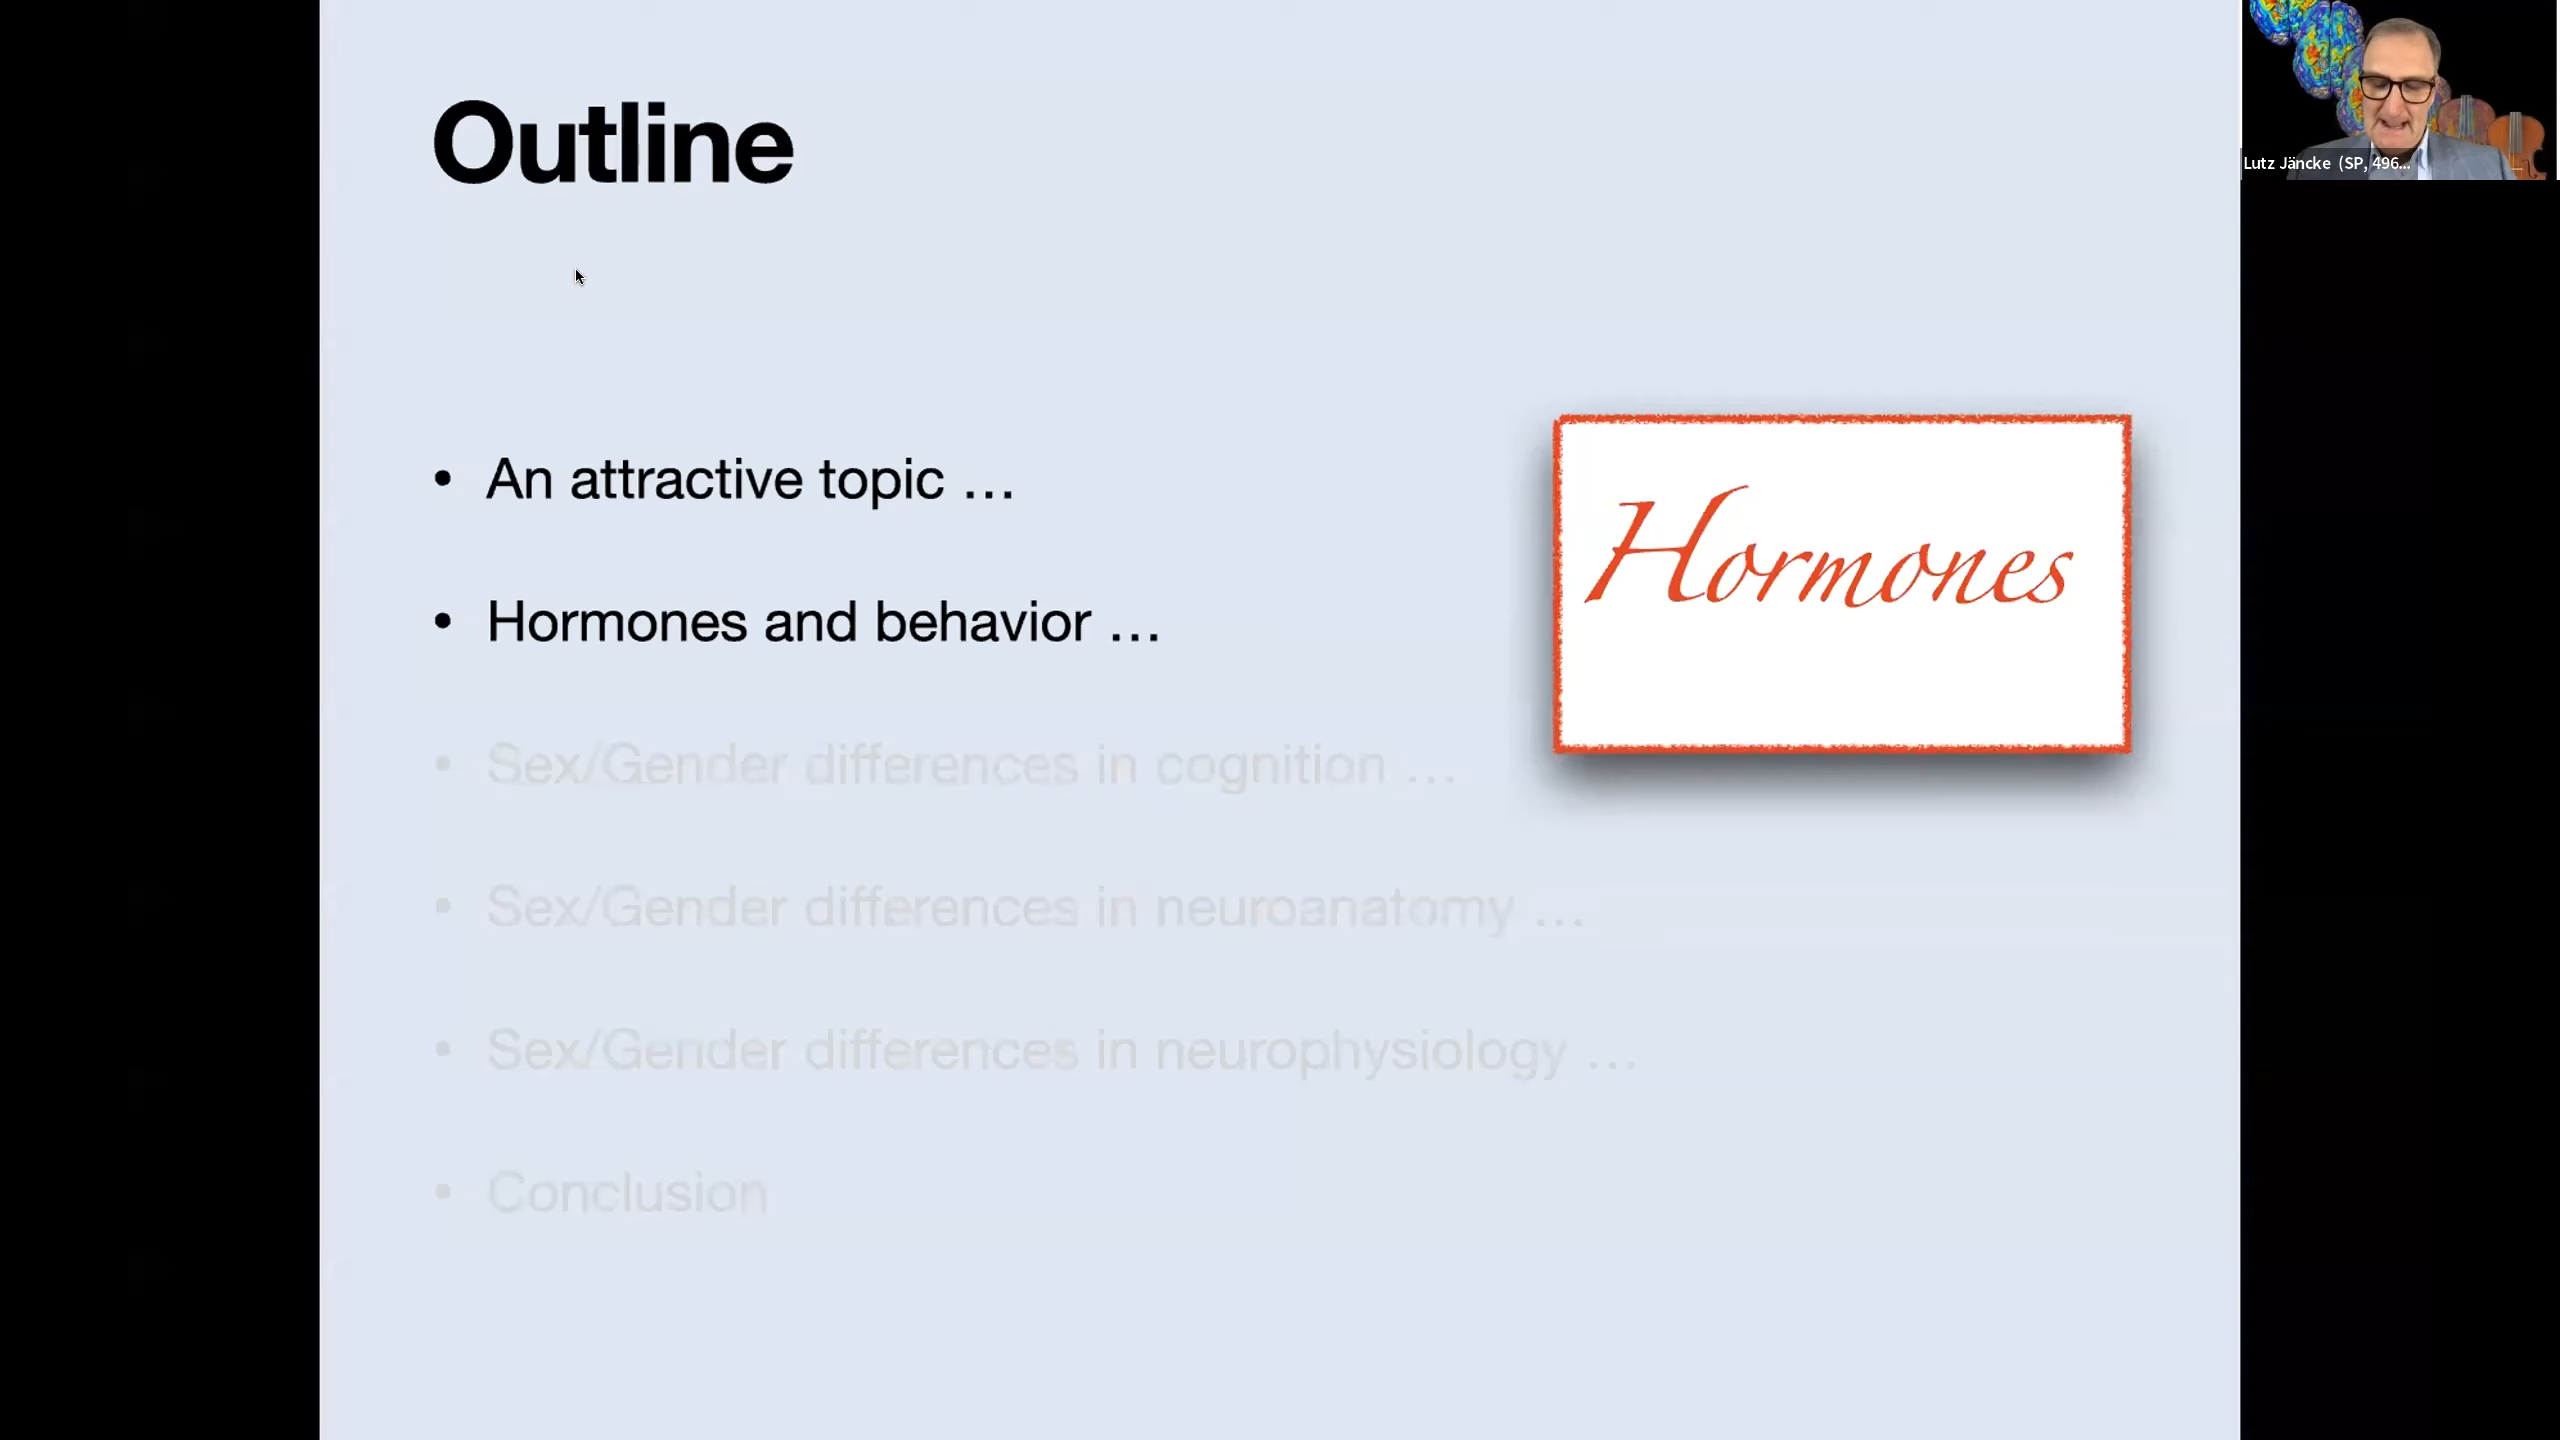 Outline
• An attractive topic …
• Hormones and behavior …
• Sex/Gender differences in cognition …
• Sex/Gender differences in neuroanatomy …
• Sex/Gender differences in neurophysiology …
• Conclusion
Hormones
Lutz Jäncke (SP, 496...